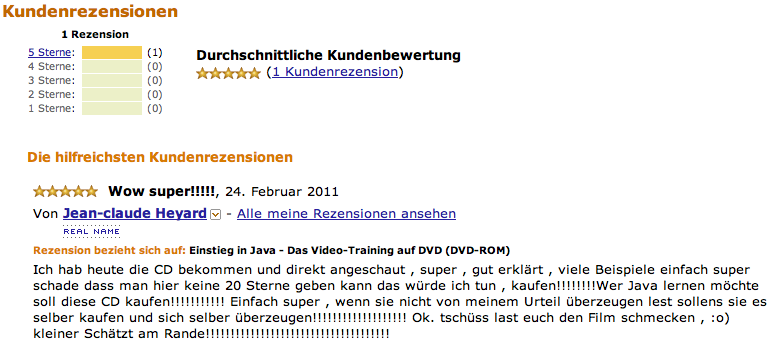 Kundenrezensionen
1 Rezension
5 Sterne: (1)
4 Sterne: (0)
3 Sterne: (0)
2 Sterne: (0)
1 Sterne: (0)
Durchschnittliche Kundenbewertung
(1 Kundenrezension)
Die hilfreichsten Kundenrezensionen
Wow super!!!!!, 24. Februar 2011
Von Jean-claude Heyard - Alle meine Rezensionen ansehen
REAL NAME
Rezension bezieht sich auf: Einstieg in Java - Das Video-Training auf DVD (DVD-ROM)
Ich hab heute die CD bekommen und direkt angeschaut , super , gut erklärt , viele Beispiele einfach super
schade dass man hier keine 20 Sterne geben kann das würde ich tun , kaufen!!!!!!!!Wer Java lernen möchte
soll diese CD kaufen!!!!!!!!!!! Einfach super , wenn sie nicht von meinem Urteil überzeugen lest sollens sie es
selber kaufen und sich selber überzeugen!!!!!!!!!!!!!!!!!!! Ok. tschüss last euch den Film schmecken , :o)
kleiner Schätzt am Rande!!!!!!!!!!!!!!!!!!!!!!!!!!!!!!!!!!!!!